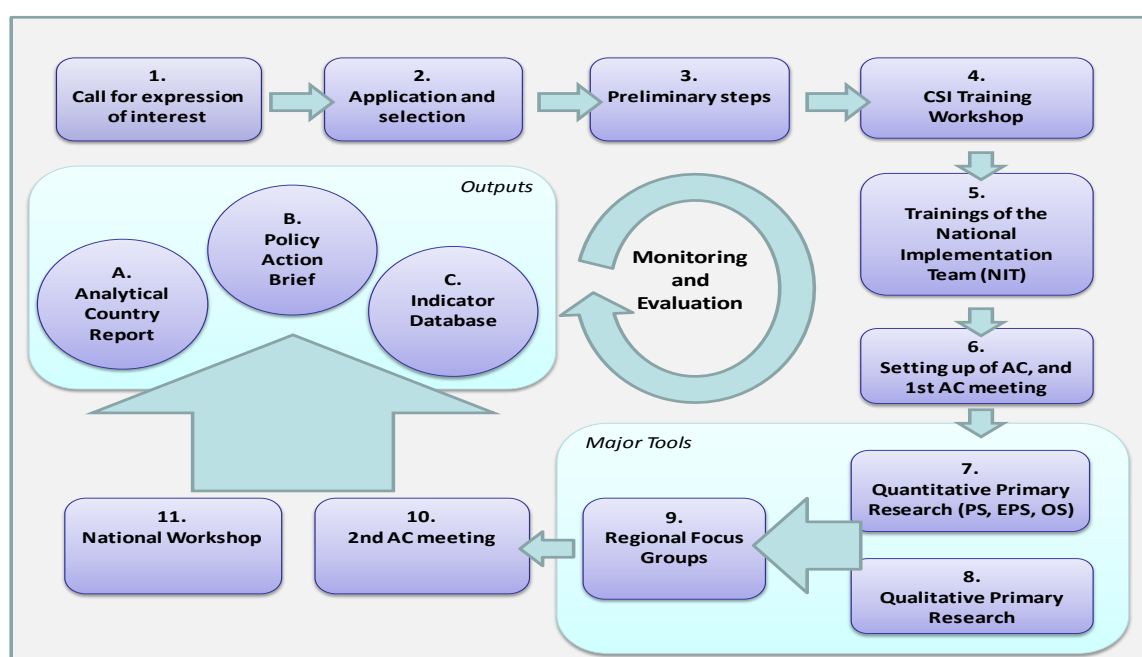 1.
Call for expression
of interest
2.
Application and
selection
3.
Preliminary steps
4.
CSI Training
Workshop
Outputs
A.
Analytical
Country
Report
B.
Policy
Action
Brief
C.
Indicator
Database
Monitoring
and
Evaluation
5.
Trainings of the
National
Implementation
Team (NIT)
6.
Setting up of AC, and
1st AC meeting
Major Tools
7.
Quantitative Primary
Research (PS, EPS, OS)
8.
Qualitative Primary
Research
9.
Regional Focus
Groups
10.
2nd AC meeting
11.
National Workshop